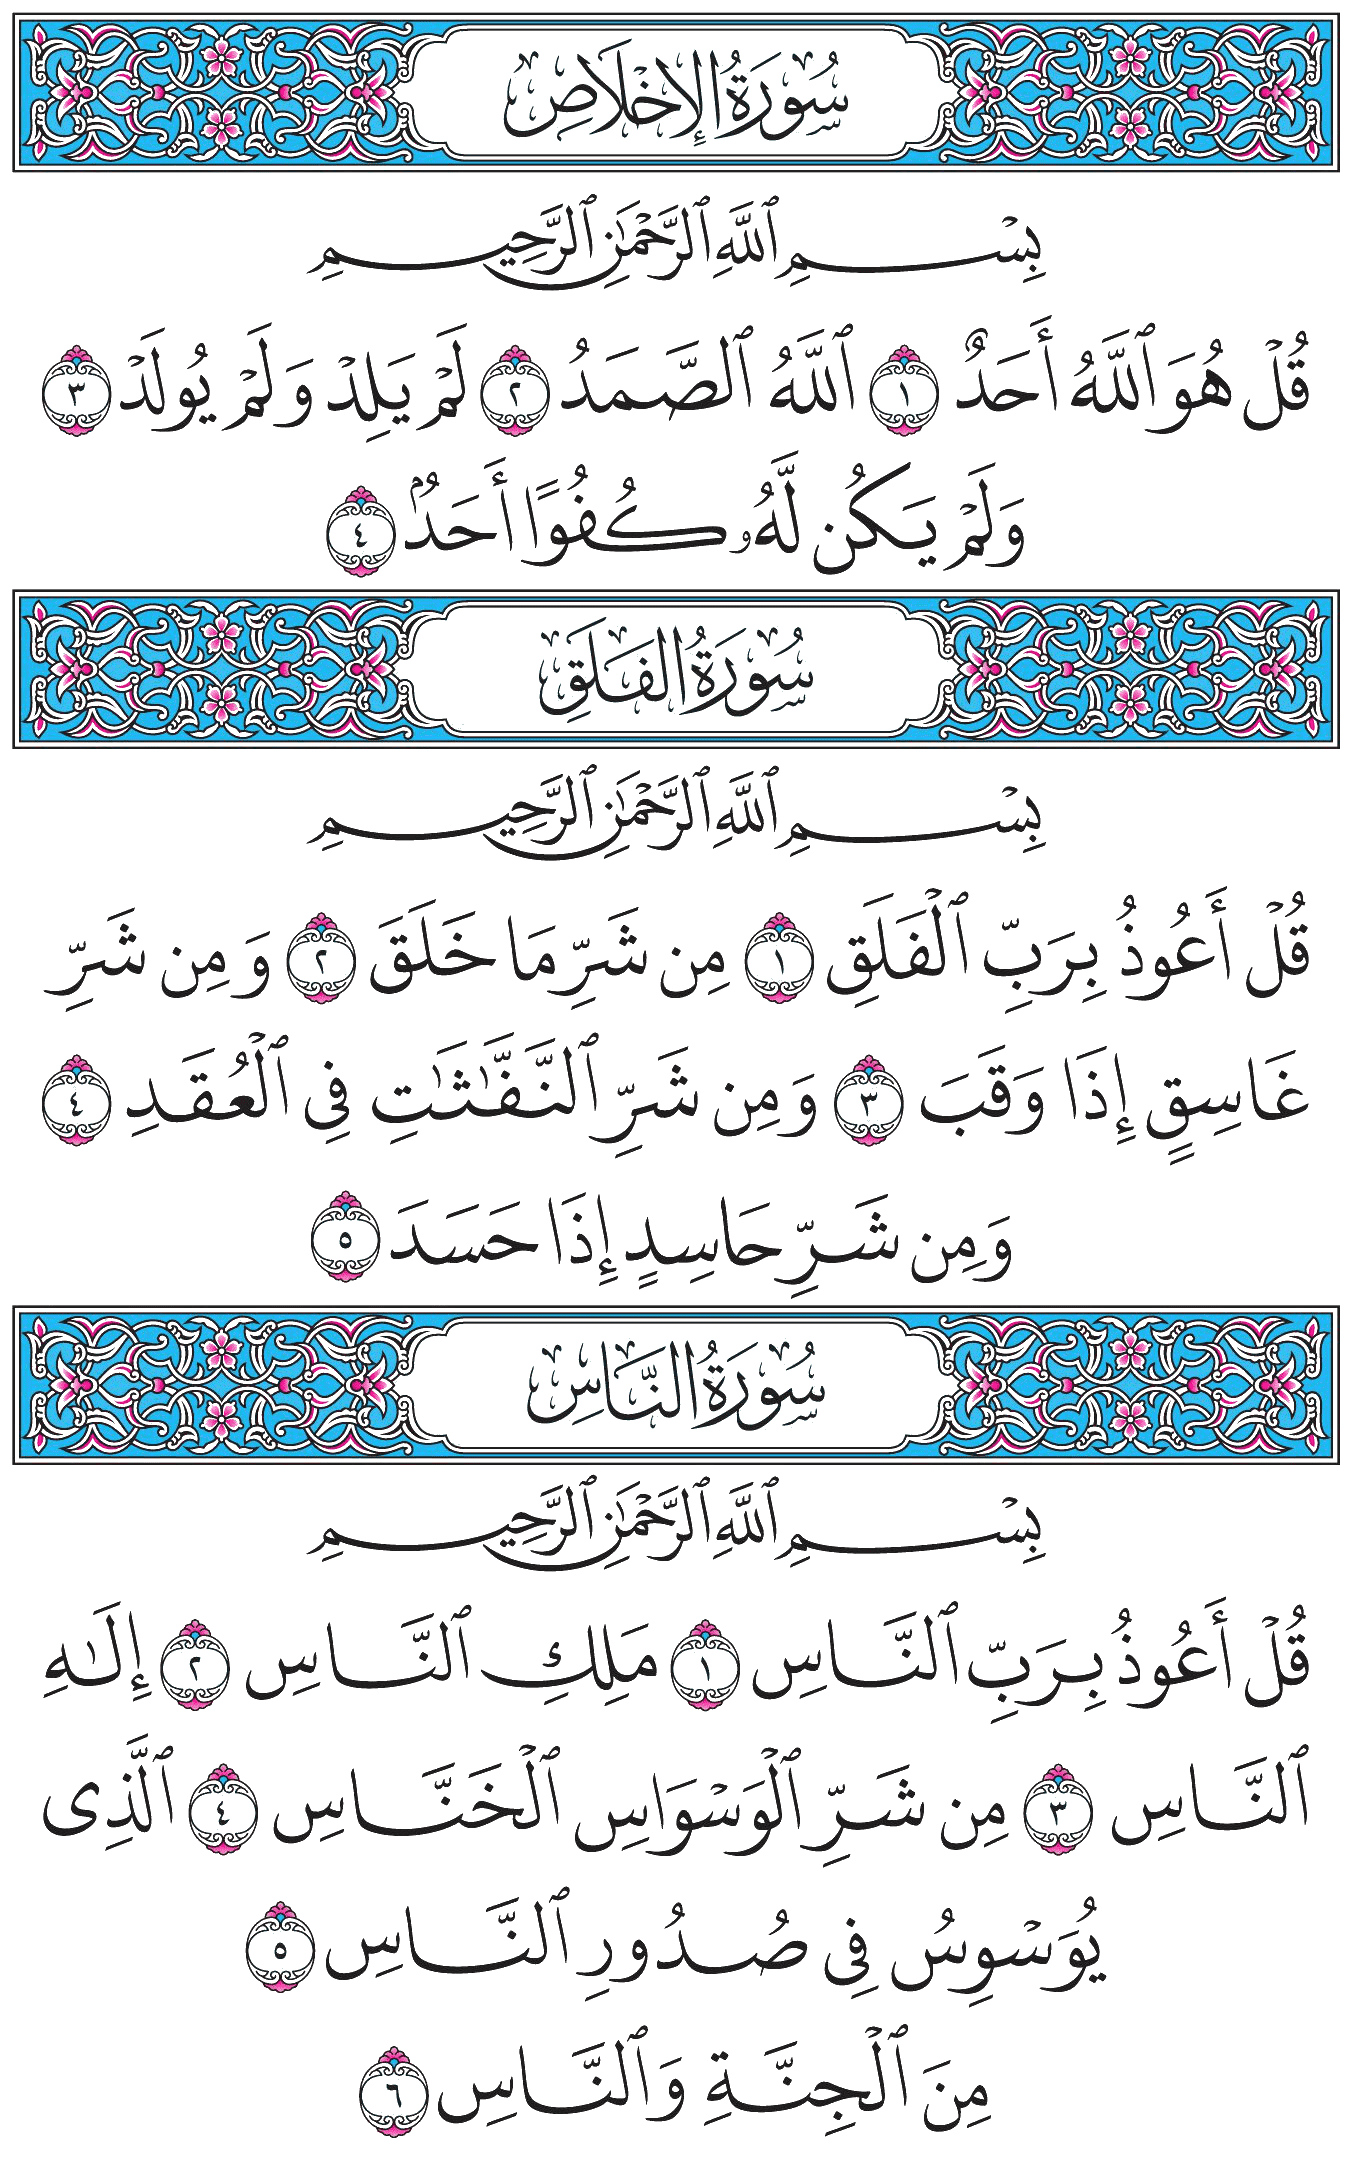 سُورَةُ الإِخْلَاصِ
بِسْمِ ٱللَّهِ ٱلرَّحْمَٰنِ ٱلرَّحِيمِ
قُلْ هُوَ ٱللَّهُ أَحَدٌ ١ ٱللَّهُ ٱلصَّمَدُ ٢ لَمْ يَلِدْ وَلَمْ يُولَدْ ٣
وَلَمْ يَكُن لَّهُۥ كُفُوًا أَحَدٌۢ ٤
سُورَةُ الفَلَقِ
بِسْمِ ٱللَّهِ ٱلرَّحْمَٰنِ ٱلرَّحِيمِ
قُلْ أَعُوذُ بِرَبِّ ٱلْفَلَقِ ١ مِن شَرِّ مَا خَلَقَ ٢ وَمِن شَرِّ
غَاسِقٍ إِذَا وَقَبَ ٣ وَمِن شَرِّ ٱلنَّفَّٰثَٰتِ فِى ٱلْعُقَدِ ٤
وَمِن شَرِّ حَاسِدٍ إِذَا حَسَدَ ٥
سُورَةُ النَّاسِ
بِسْمِ ٱللَّهِ ٱلرَّحْمَٰنِ ٱلرَّحِيمِ
قُلْ أَعُوذُ بِرَبِّ ٱلنَّاسِ ١ مَلِكِ ٱلنَّاسِ ٢ إِلَٰهِ
ٱلنَّاسِ ٣ مِن شَرِّ ٱلْوَسْوَاسِ ٱلْخَنَّاسِ ٤ ٱلَّذِى
يُوَسْوِسُ فِى صُدُورِ ٱلنَّاسِ ٥
مِنَ ٱلْجِنَّةِ وَٱلنَّاسِ ٦